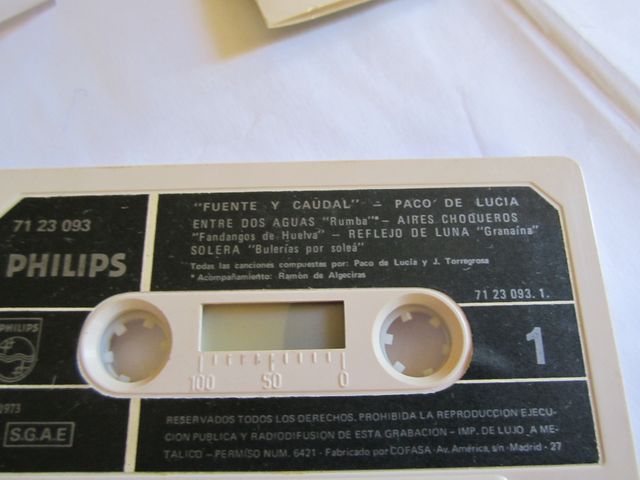 71 23 093
PHILIPS
"FUENTE Y CAUDAL" - PACO DE LUCIA
ENTRE DOS AGUAS "Rumba"* - AIRES CHOQUEROS
"Fandangos de Huelva" - REFLEJO DE LUNA "Granaína"
SOLERA "Bulerías por soleá"
Todas las canciones compuestas por: Paco de Lucía y J. Torregrosa
* Acompañamiento: Ramón de Algeciras
71 23 093. 1.
PHILIPS
100 50 0
1
1973
S.G.A.E
RESERVADOS TODOS LOS DERECHOS. PROHIBIDA LA REPRODUCCION EJECU-
CION PUBLICA Y RADIODIFUSION DE ESTA GRABACION - IMP. DE LUJO A ME-
TALICO - PERMISO NUM. 6421 - Fabricado por COFASA · Av. América, s/n · Madrid - 27